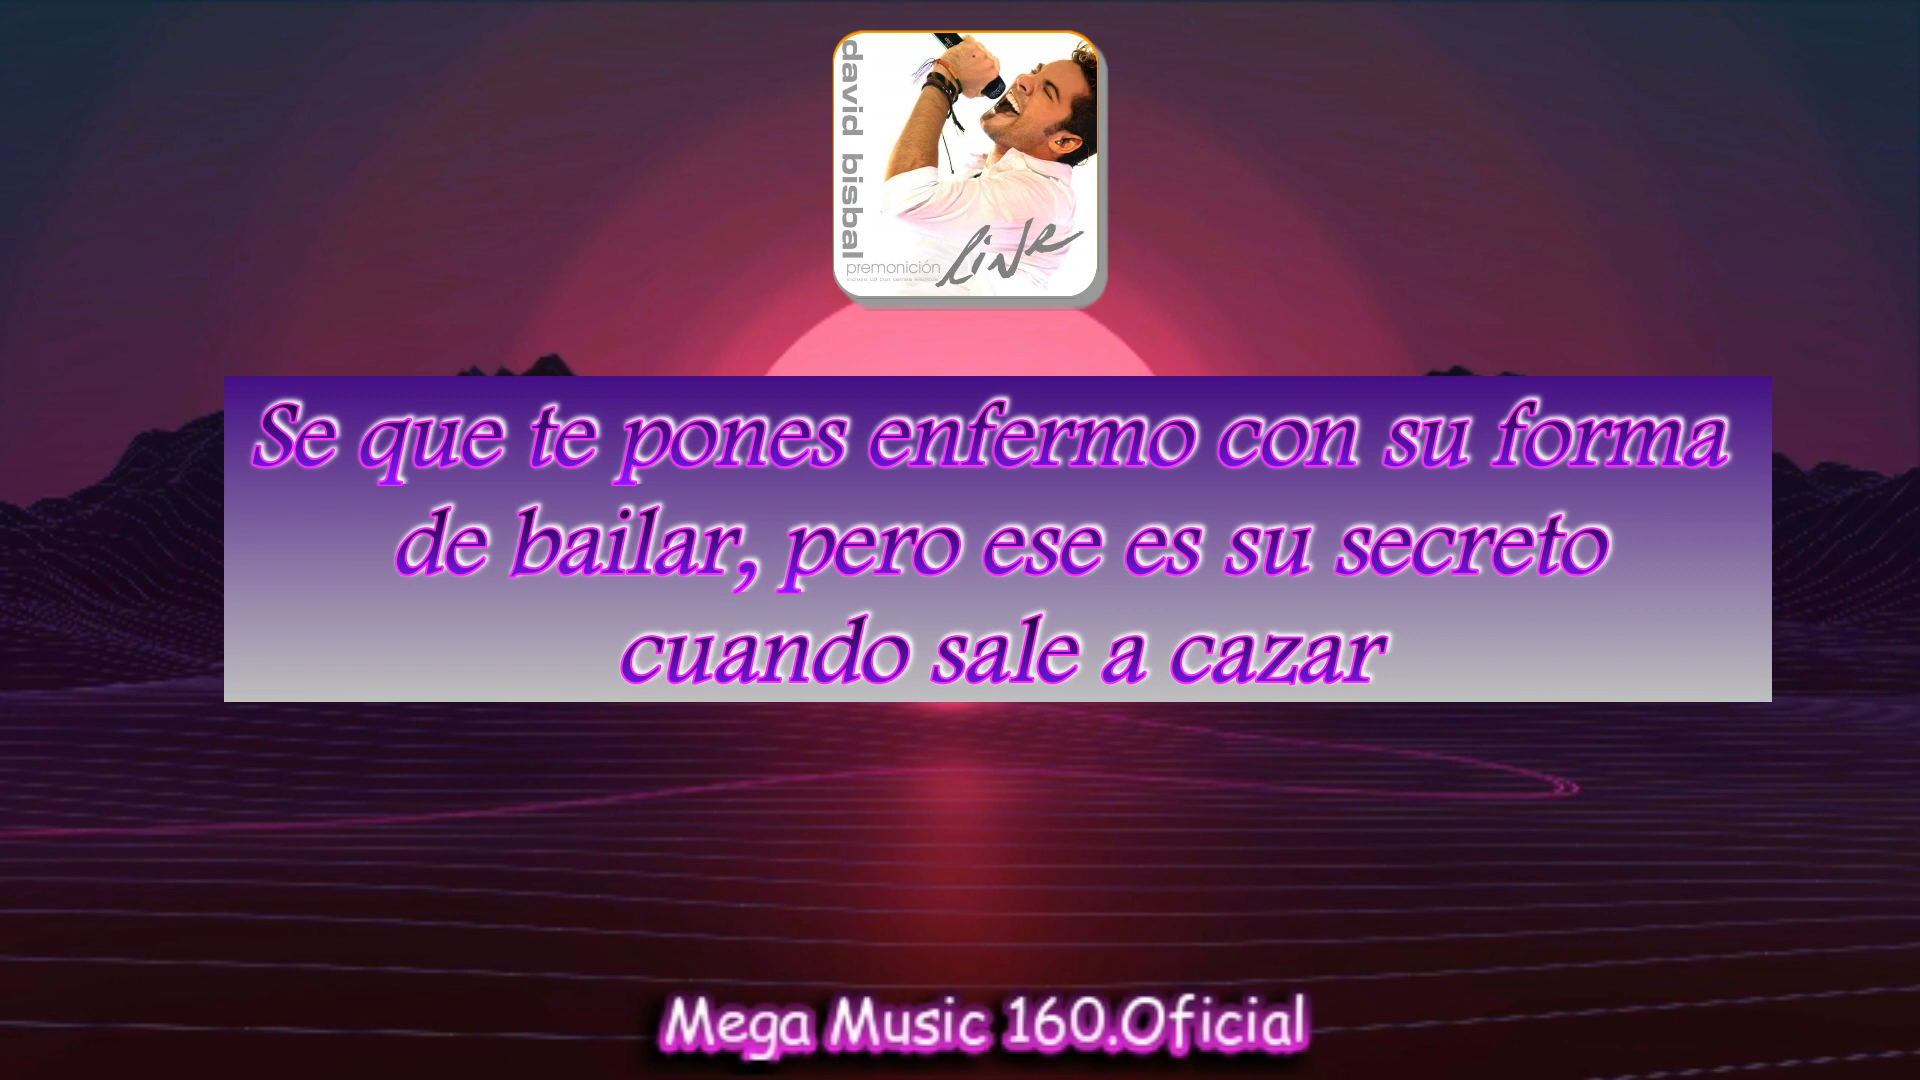 david bisbal
premonición
live
Se que te pones enfermo con su forma
de bailar, pero ese es su secreto
cuando sale a cazar
Mega Music 160.Oficial